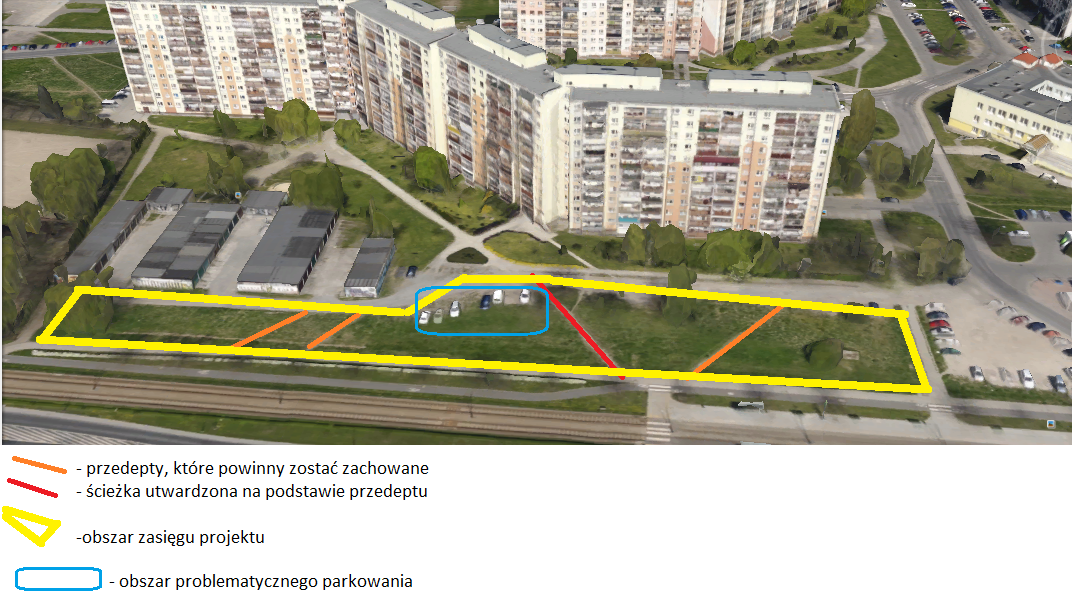 - przedepty, które powinny zostać zachowane
- ścieżka utwardzona na podstawie przedeptu
-obszar zasięgu projektu
- obszar problematycznego parkowania